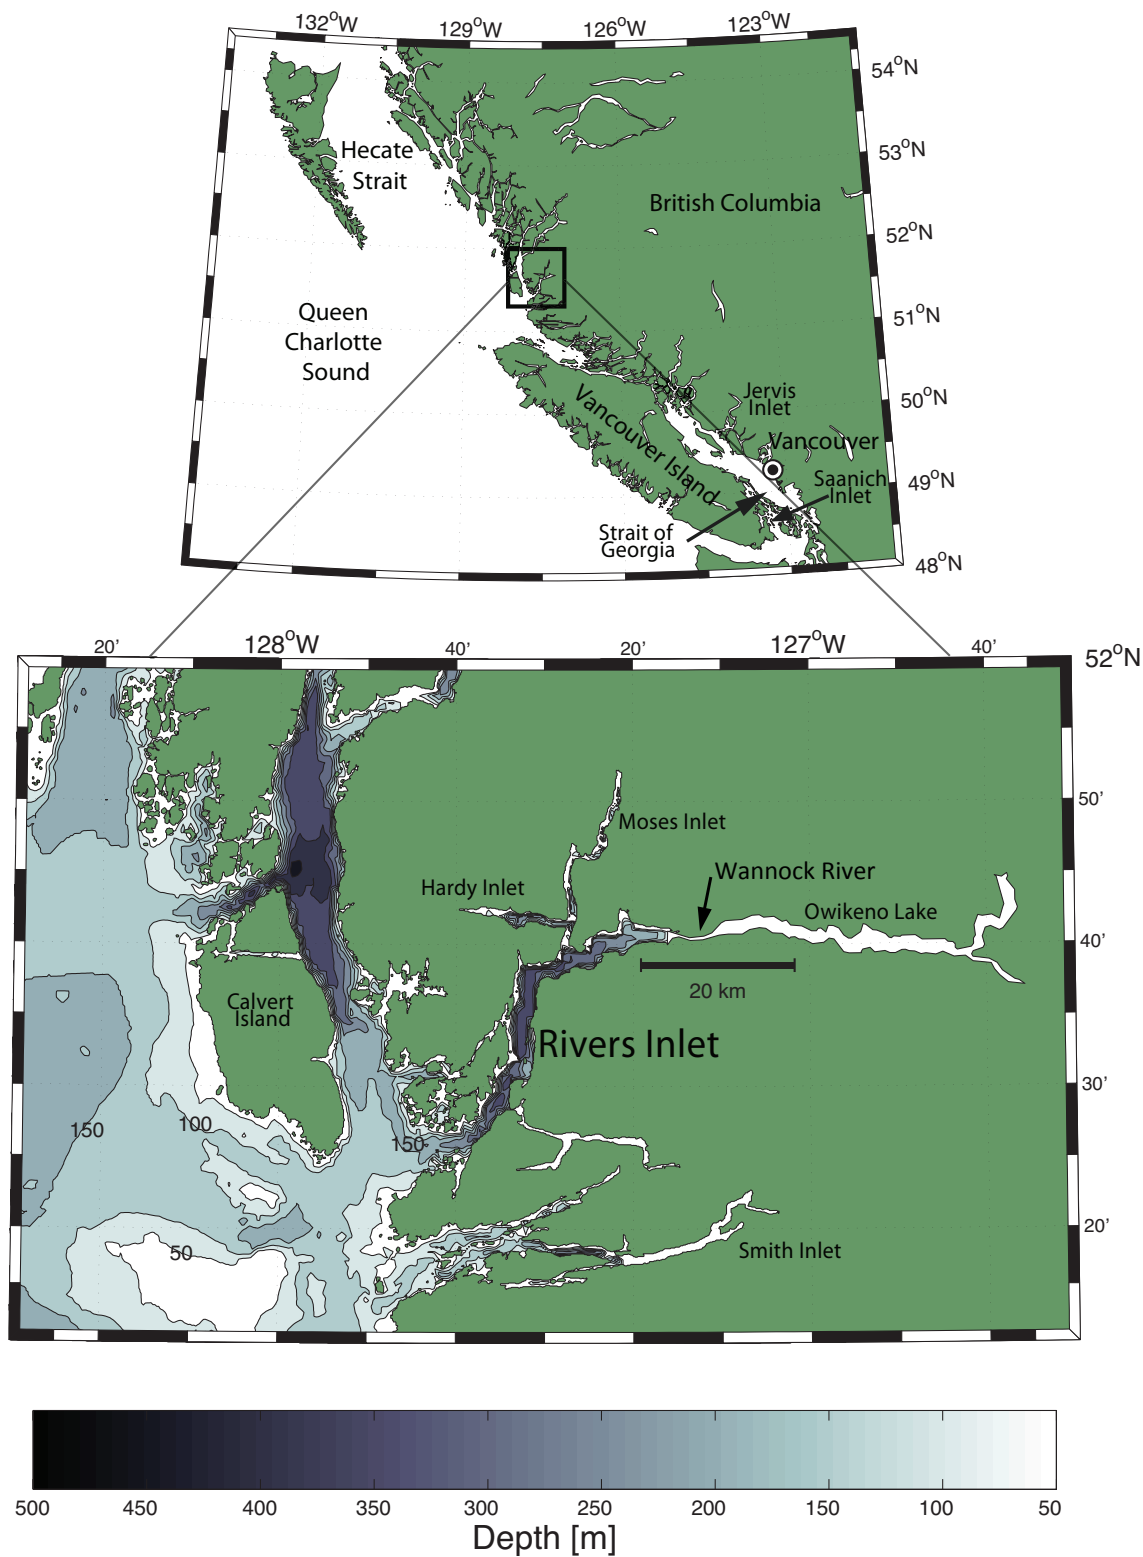 132°W 129°W 126°W 123°W
54°N
53°N
52°N
51°N
50°N
49°N
48°N
Hecate
Strait
British Columbia
Queen
Charlotte
Sound
Vancouver Island
Jervis
Inlet
Vancouver
Saanich
Inlet
Strait of
Georgia
20' 128°W 40' 20' 127°W 40'
52°N
50'
40'
30'
20'
Moses Inlet
Wannock River
Hardy Inlet
Owikeno Lake
20 km
Calvert
Island
Rivers Inlet
150
100
150
50
Smith Inlet
500 450 400 350 300 250 200 150 100 50
Depth [m]